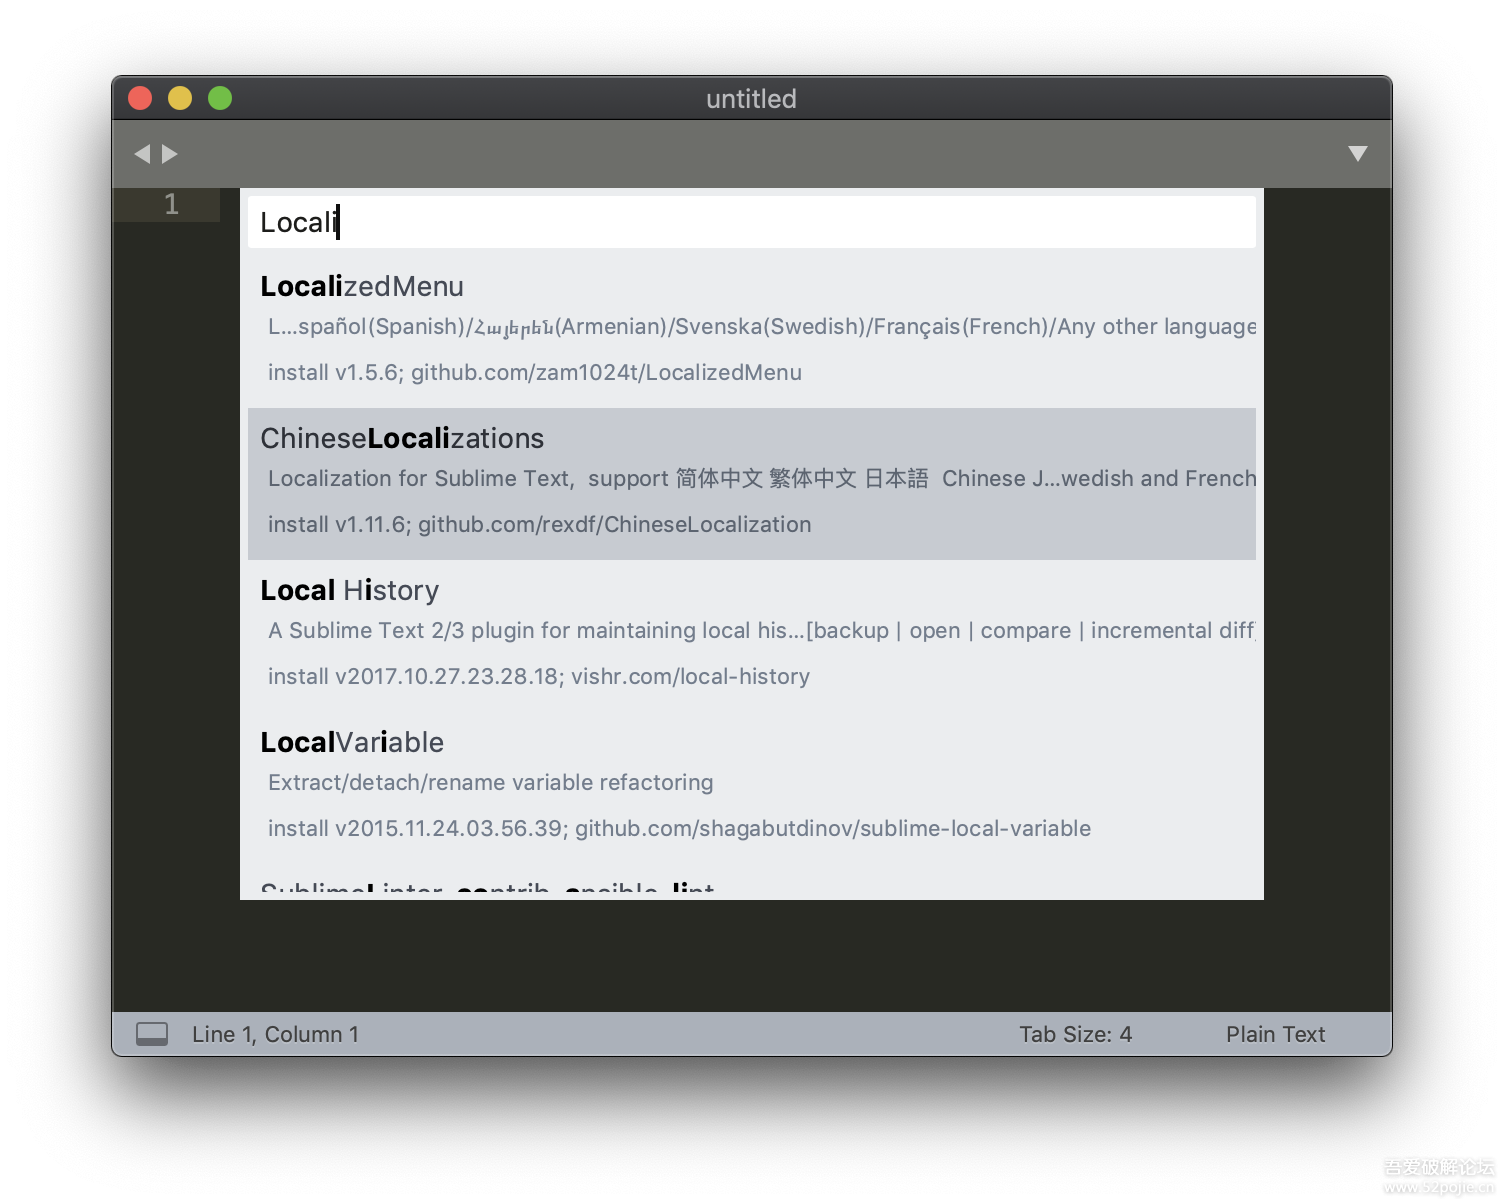 untitled
1
Locali
LocalizedMenu
L...spañol(Spanish)/Հայերեն(Armenian)/Svenska(Swedish)/Français(French)/Any other language
install v1.5.6; github.com/zam1024t/LocalizedMenu
ChineseLocalizations
Localization for Sublime Text,  support 简体中文 繁体中文 日本語  Chinese J...wedish and French
install v1.11.6; github.com/rexdf/ChineseLocalization
Local History
A Sublime Text 2/3 plugin for maintaining local his...[backup | open | compare | incremental diff]
install v2017.10.27.23.28.18; vishr.com/local-history
LocalVariable
Extract/detach/rename variable refactoring
install v2015.11.24.03.56.39; github.com/shagabutdinov/sublime-local-variable
SublimeLinter-contrib-ansible-lint
Line 1, Column 1
Tab Size: 4
Plain Text
吾爱破解论坛
www.52pojie.cn